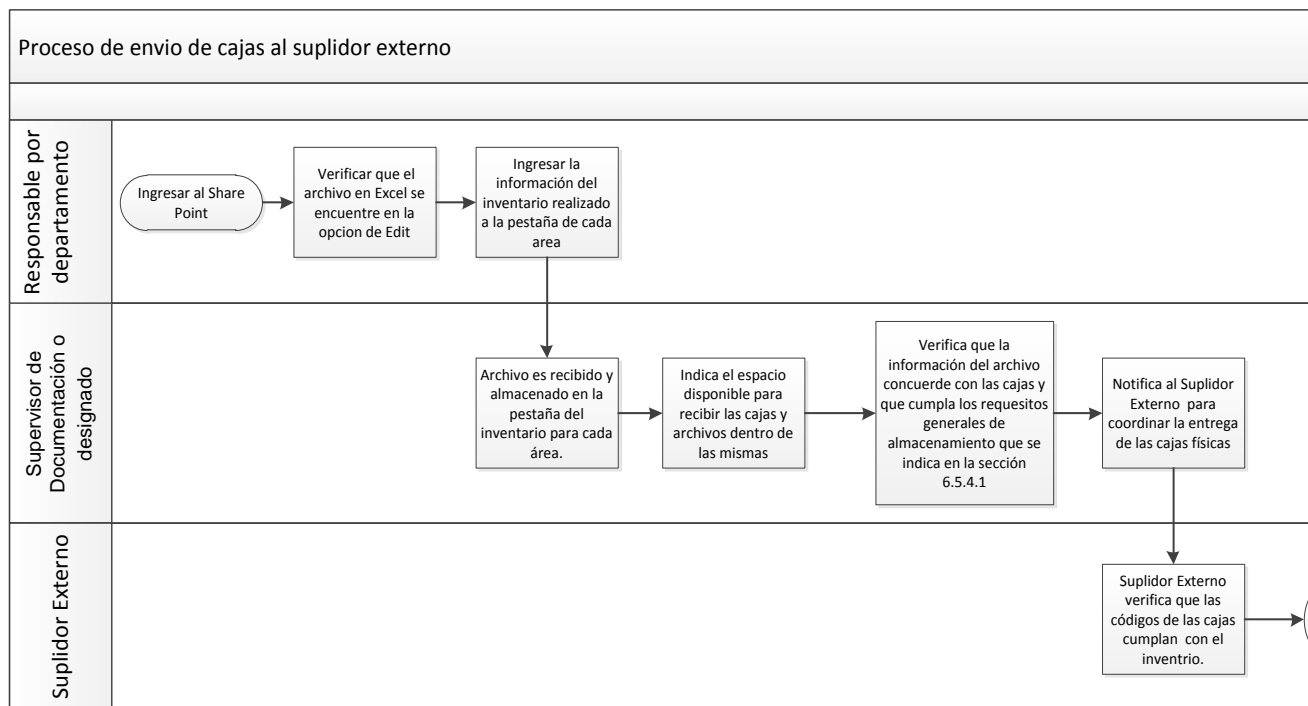 Proceso de envio de cajas al suplidor externo
Responsable por
departamento
Ingresar al Share
Point
Verificar que el
archivo en Excel se
encuentre en la
opcion de Edit
Ingresar la
información del
inventario realizado
a la pestaña de cada
area
Supervisor de
Documentación o
designado
Archivo es recibido y
almacenado en la
pestaña del
inventario para cada
área.
Indica el espacio
disponible para
recibir las cajas y
archivos dentro de
las mismas
Verifica que la
información del archivo
concuerde con las cajas y
que cumpla los requesitos
generales de
almacenamiento que se
indica en la sección
6.5.4.1
Notifica al Suplidor
Externo para
coordinar la entrega
de las cajas físicas
Suplidor Externo
Suplidor Externo
verifica que las
códigos de las cajas
cumplan con el
inventrio.